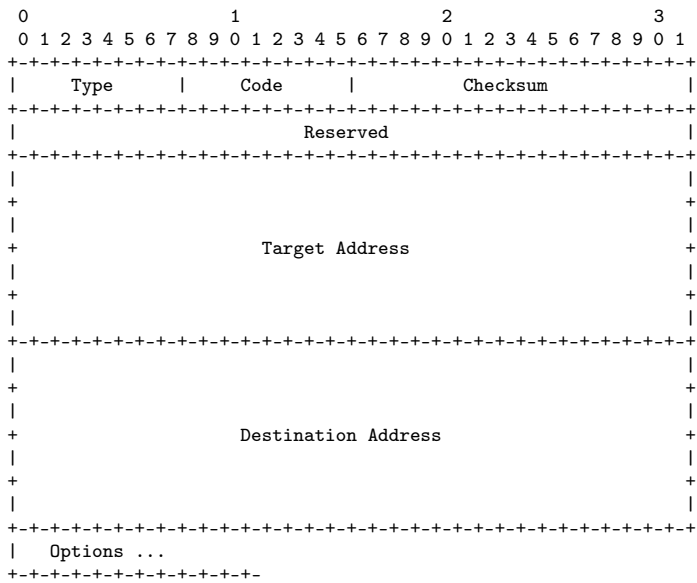 0                   1                   2                   3
 0 1 2 3 4 5 6 7 8 9 0 1 2 3 4 5 6 7 8 9 0 1 2 3 4 5 6 7 8 9 0 1
+-+-+-+-+-+-+-+-+-+-+-+-+-+-+-+-+-+-+-+-+-+-+-+-+-+-+-+-+-+-+-+-+
|     Type      |     Code      |          Checksum             |
+-+-+-+-+-+-+-+-+-+-+-+-+-+-+-+-+-+-+-+-+-+-+-+-+-+-+-+-+-+-+-+-+
|                           Reserved                            |
+-+-+-+-+-+-+-+-+-+-+-+-+-+-+-+-+-+-+-+-+-+-+-+-+-+-+-+-+-+-+-+-+
|                                                               |
+                                                               +
|                                                               |
+                       Target Address                          +
|                                                               |
+                                                               +
|                                                               |
+-+-+-+-+-+-+-+-+-+-+-+-+-+-+-+-+-+-+-+-+-+-+-+-+-+-+-+-+-+-+-+-+
|                                                               |
+                                                               +
|                                                               |
+                     Destination Address                       +
|                                                               |
+                                                               +
|                                                               |
+-+-+-+-+-+-+-+-+-+-+-+-+-+-+-+-+-+-+-+-+-+-+-+-+-+-+-+-+-+-+-+-+
|   Options ...
+-+-+-+-+-+-+-+-+-+-+-+-